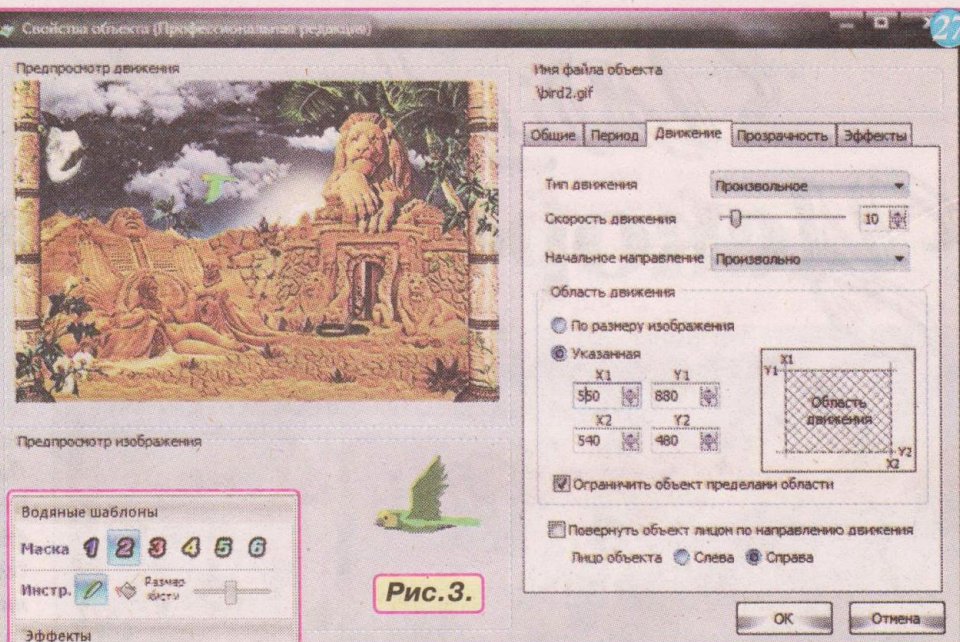 Свойства объекта (Профессиональная редакция)
27
Предпросмотр движения
Имя файла объекта
\bird2.gif
Общие Период Движение Прозрачность Эффекты
Тип движения Произвольное
Скорость движения 10
Начальное направление Произвольно
Область движения
По размеру изображения
Указанная
X1 Y1
550 880
X2 Y2
540 480
X1
Y1
Область
движения
Y2
X2
Ограничить объект пределами области
Повернуть объект лицом по направлению движения
Лицо объекта Слева Справа
OK Отмена
Предпросмотр изображения
Водяные шаблоны
Маска 1 2 3 4 5 6
Инстр. Размер
кисти
Эффекты
Рис.3.